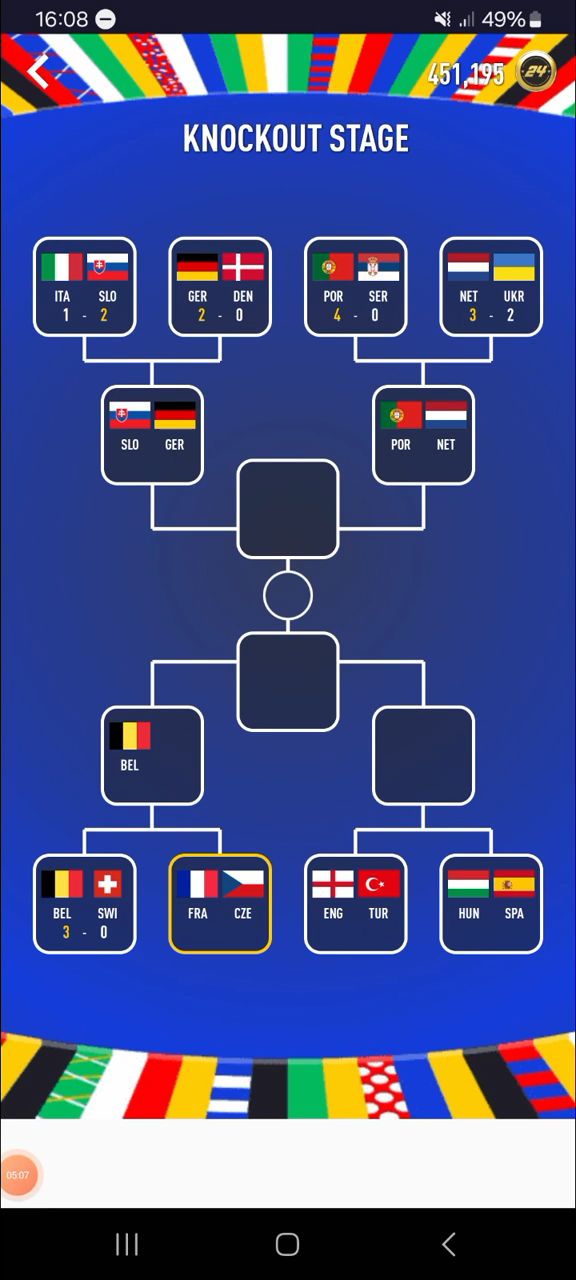 16:08 49%
451,195 24
KNOCKOUT STAGE
ITA SLO GER DEN POR SER NET UKR
1 - 2 2 - 0 4 - 0 3 - 2
SLO GER POR NET
BEL
BEL SWI FRA CZE ENG TUR HUN SPA
3 - 0
05:07